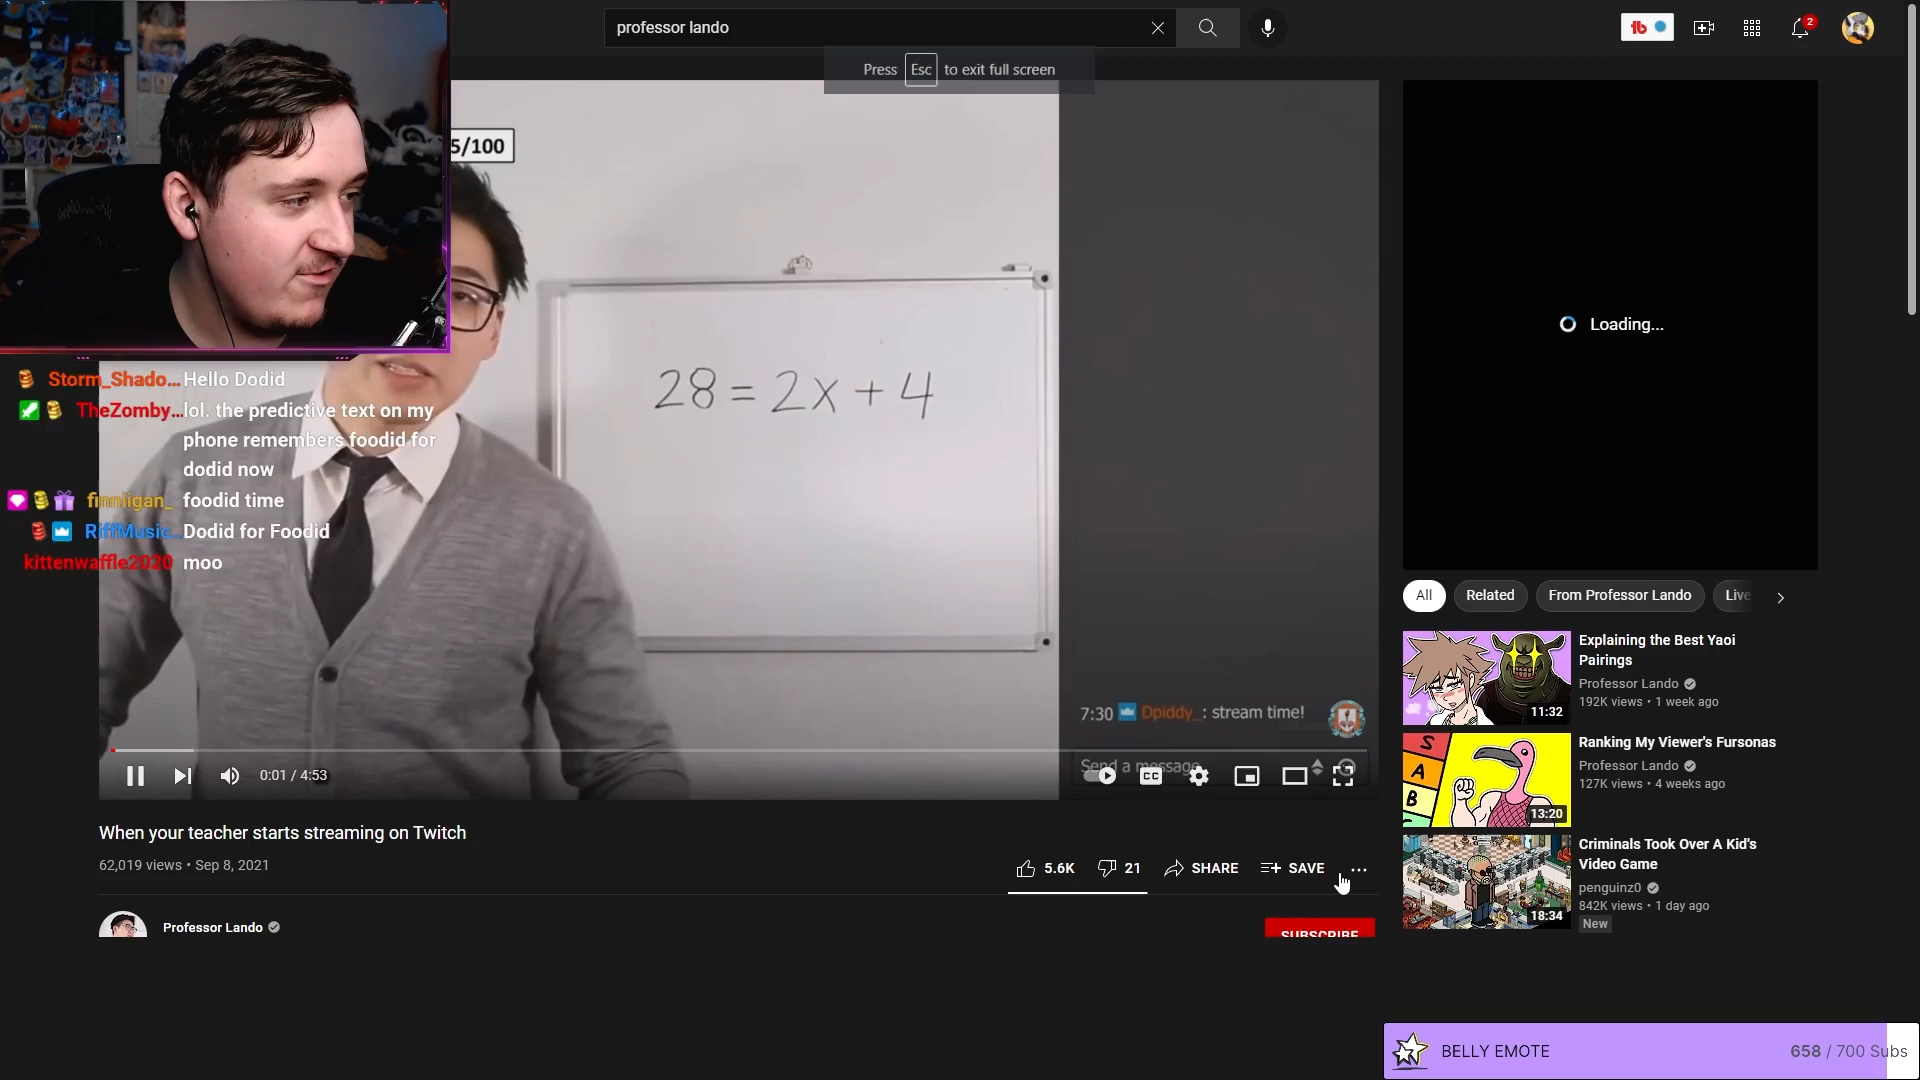 professor lando
2
Press Esc to exit full screen
5/100
28 = 2x + 4
Loading...
Storm_Shado... Hello Dodid
TheZomby... lol. the predictive text on my
phone remembers foodid for
dodid now
finnligan_ foodid time
RiffMusic... Dodid for Foodid
kittenwaffle2020 moo
All
Related
From Professor Lando
Live
Explaining the Best Yaoi
Pairings
Professor Lando
192K views • 1 week ago
11:32
7:30 Dpiddy_: stream time!
Send a message
0:01 / 4:53
CC
S
A
B
C
Ranking My Viewer's Fursonas
Professor Lando
127K views • 4 weeks ago
13:20
When your teacher starts streaming on Twitch
62,019 views • Sep 8, 2021
5.6K
21
SHARE
SAVE
Criminals Took Over A Kid's
Video Game
penguinz0
842K views • 1 day ago
New
18:34
Professor Lando
SUBSCRIBE
BELLY EMOTE
658 / 700 Subs